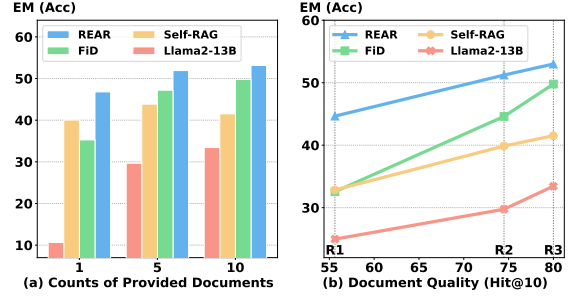 EM (Acc)
REAR
Self-RAG
FiD
Llama2-13B
60
50
40
30
20
10
1
5
10
(a) Counts of Provided Documents
EM (Acc)
REAR
Self-RAG
FiD
Llama2-13B
60
50
40
30
R1
R2
R3
55
60
65
70
75
80
(b) Document Quality (Hit@10)